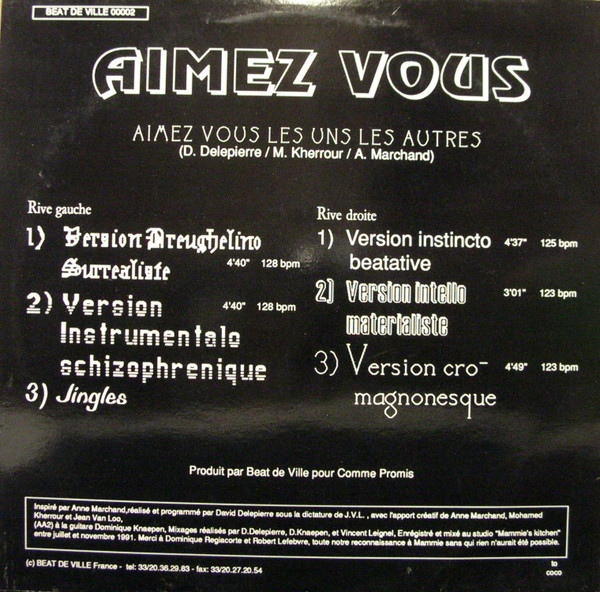 BEAT DE VILLE 00002
AIMEZ VOUS
AIMEZ VOUS LES UNS LES AUTRES
(D. Delepierre / M. Kherrour / A. Marchand)
Rive gauche
1) Version Breughelino
Surrealiste 4'40" 128 bpm
2) Version 4'40" 128 bpm
Instrumentalo
schizophrenique
3) Jingles
Rive droite
1) Version instincto 4'37" 125 bpm
beatative
2) Version intello 3'01" 123 bpm
materialiste
3) Version cro- 4'49" 123 bpm
magnonesque
Produit par Beat de Ville pour Comme Promis
Inspiré par Anne Marchand,réalisé et programmé par David Delepierre sous la dictature de J.V.L. , avec l'apport créatif de Anne Marchand, Mohamed
Kherrour et Jean Van Loo,
(AA2) à la guitare Dominique Knaepen, Mixages réalisés par D.Delepierre, D.Knaepen, et Vincent Leignel, Enrégistré et mixé au studio "Mammie's kitchen"
entre juillet et novembre 1991. Merci à Dominique Regiacorte et Robert Lefebvre, toute notre reconnaissance à Mammie sans qui rien n'aurait été possible.
(c) BEAT DE VILLE France - tel: 33/20.36.29.83 - fax: 33/20.27.20.54
to
coco